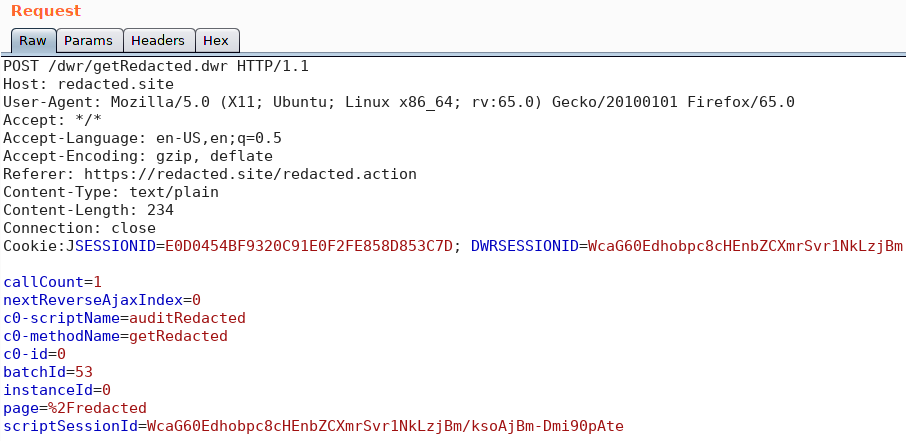 Request
Raw Params Headers Hex
POST /dwr/getRedacted.dwr HTTP/1.1
Host: redacted.site
User-Agent: Mozilla/5.0 (X11; Ubuntu; Linux x86_64; rv:65.0) Gecko/20100101 Firefox/65.0
Accept: */*
Accept-Language: en-US,en;q=0.5
Accept-Encoding: gzip, deflate
Referer: https://redacted.site/redacted.action
Content-Type: text/plain
Content-Length: 234
Connection: close
Cookie:JSESSIONID=E0D0454BF9320C91E0F2FE858D853C7D; DWRSESSIONID=WcaG60Edhobpc8cHEnbZCXmrSvr1NkLzjBm
callCount=1
nextReverseAjaxIndex=0
c0-scriptName=auditRedacted
c0-methodName=getRedacted
c0-id=0
batchId=53
instanceId=0
page=%2Fredacted
scriptSessionId=WcaG60Edhobpc8cHEnbZCXmrSvr1NkLzjBm/ksoAjBm-Dmi90pAte